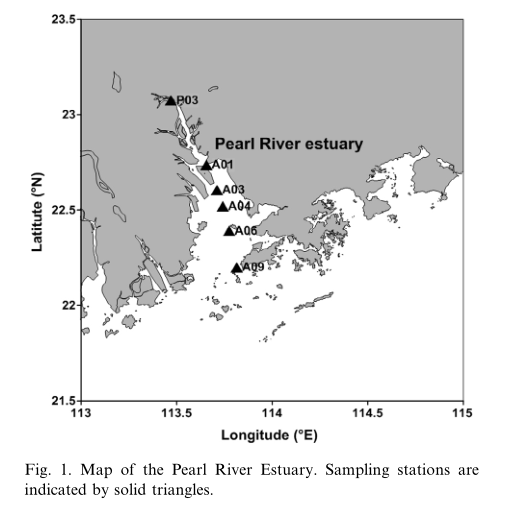 23.5
23
22.5
22
21.5
Latitute (°N)
P03
Pearl River estuary
A01
A03
A04
A06
A09
113
113.5
114
114.5
115
Longitude (°E)
Fig. 1. Map of the Pearl River Estuary. Sampling stations are
indicated by solid triangles.